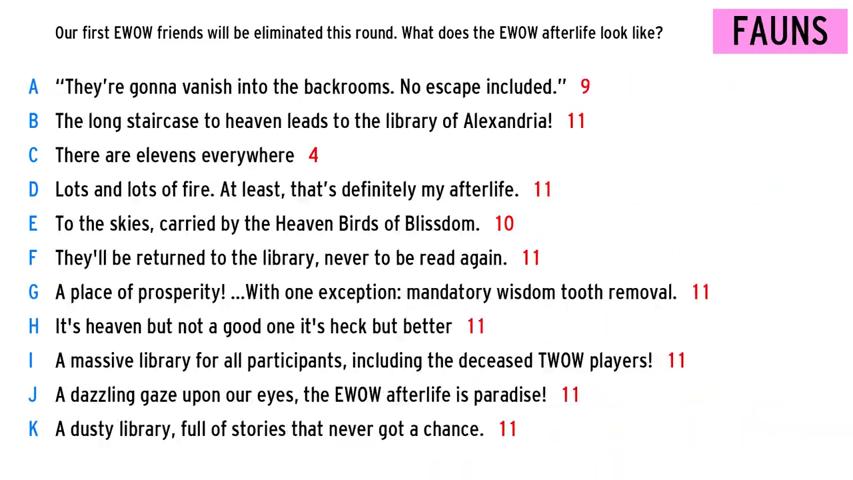 Our first EWOW friends will be eliminated this round. What does the EWOW afterlife look like?
FAUNS
A “They’re gonna vanish into the backrooms. No escape included.” 9
B The long staircase to heaven leads to the library of Alexandria! 11
C There are elevens everywhere 4
D Lots and lots of fire. At least, that’s definitely my afterlife. 11
E To the skies, carried by the Heaven Birds of Blissdom. 10
F They'll be returned to the library, never to be read again. 11
G A place of prosperity! ...With one exception: mandatory wisdom tooth removal. 11
H It's heaven but not a good one it's heck but better 11
I A massive library for all participants, including the deceased TWOW players! 11
J A dazzling gaze upon our eyes, the EWOW afterlife is paradise! 11
K A dusty library, full of stories that never got a chance. 11